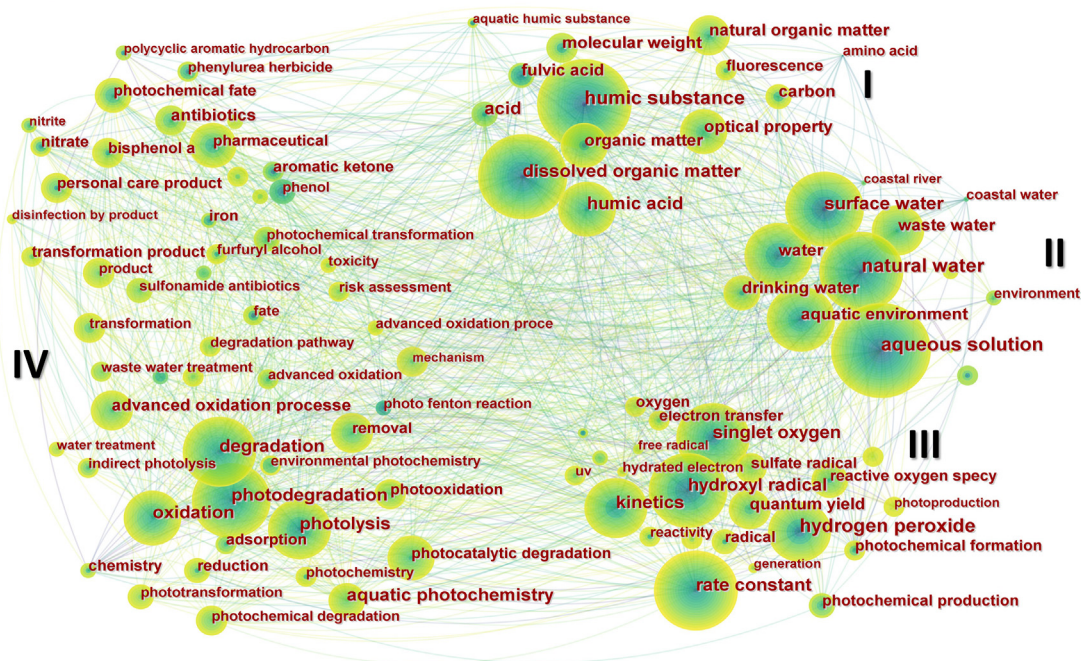 aquatic humic substance
natural organic matter
molecular weight
polycyclic aromatic hydrocarbon
amino acid
phenylurea herbicide
fulvic acid
fluorescence
I
photochemical fate
humic substance
carbon
acid
antibiotics
nitrite
optical property
nitrate
bisphenol a
pharmaceutical
organic matter
aromatic ketone
dissolved organic matter
personal care product
phenol
coastal river
coastal water
humic acid
surface water
disinfection by product
iron
waste water
photochemical transformation
transformation product
furfuryl alcohol
water
II
toxicity
product
natural water
sulfonamide antibiotics
risk assessment
drinking water
environment
fate
aquatic environment
transformation
advanced oxidation proce
degradation pathway
aqueous solution
IV
mechanism
waste water treatment
advanced oxidation
advanced oxidation processe
photo fenton reaction
oxygen
electron transfer
removal
singlet oxygen
III
water treatment
degradation
free radical
indirect photolysis
environmental photochemistry
hydrated electron
sulfate radical
uv
reactive oxygen specy
photodegradation
photooxidation
hydroxyl radical
kinetics
quantum yield
photoproduction
oxidation
photolysis
hydrogen peroxide
adsorption
reactivity
radical
photochemical formation
photocatalytic degradation
chemistry
reduction
photochemistry
generation
rate constant
phototransformation
aquatic photochemistry
photochemical production
photochemical degradation